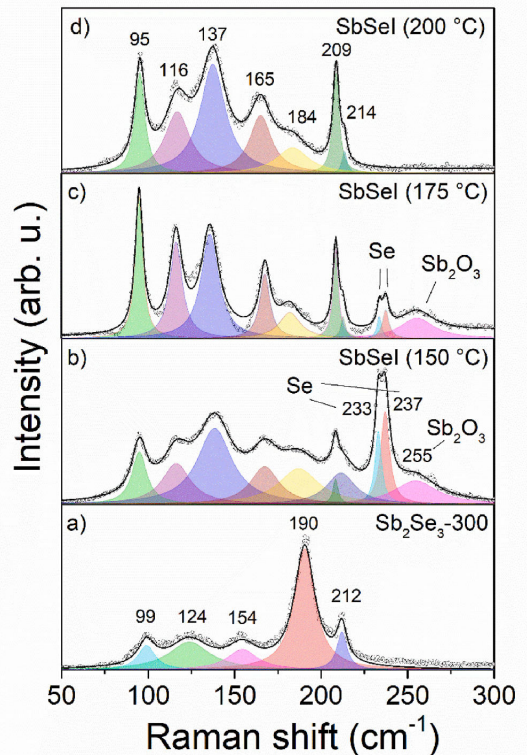 d) SbSeI (200 °C)
95 116 137 165 184 209 214
c) SbSeI (175 °C)
Se
Sb₂O₃
b) SbSeI (150 °C)
Se 233 237
Sb₂O₃
255
a) Sb₂Se₃-300
190
99 124 154 212
50 100 150 200 250 300
Raman shift (cm⁻¹)
Intensity (arb. u.)